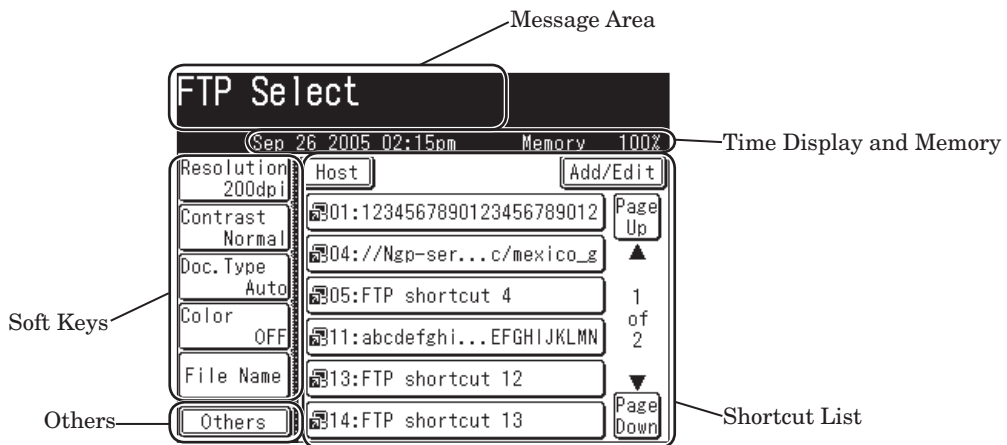 Message Area
FTP Select
Sep 26 2005 02:15pm Memory 100%
Time Display and Memory
Resolution
200dpi
Contrast
Normal
Doc.Type
Auto
Color
OFF
File Name
Others
Soft Keys
Others
Host
Add/Edit
01:1234567890123456789012
04://Ngp-ser...c/mexico_g
05:FTP shortcut 4
11:abcdefghi...EFGHIJKLMN
13:FTP shortcut 12
14:FTP shortcut 13
Page
Up
1
of
2
Page
Down
Shortcut List